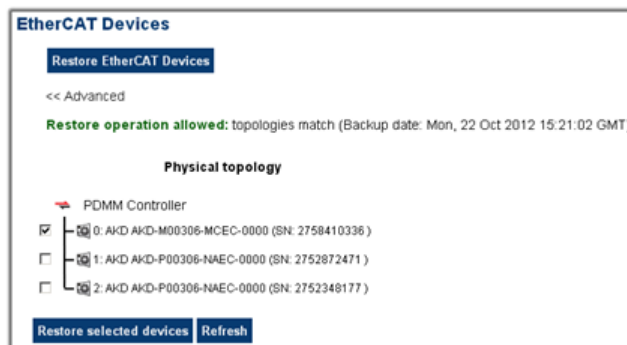 EtherCAT Devices
Restore EtherCAT Devices
<< Advanced
Restore operation allowed: topologies match (Backup date: Mon, 22 Oct 2012 15:21:02 GMT)
Physical topology
PDMM Controller
0: AKD AKD-M00306-MCEC-0000 (SN: 2758410336 )
1: AKD AKD-P00306-NAEC-0000 (SN: 2752872471 )
2: AKD AKD-P00306-NAEC-0000 (SN: 2752348177 )
Restore selected devices Refresh